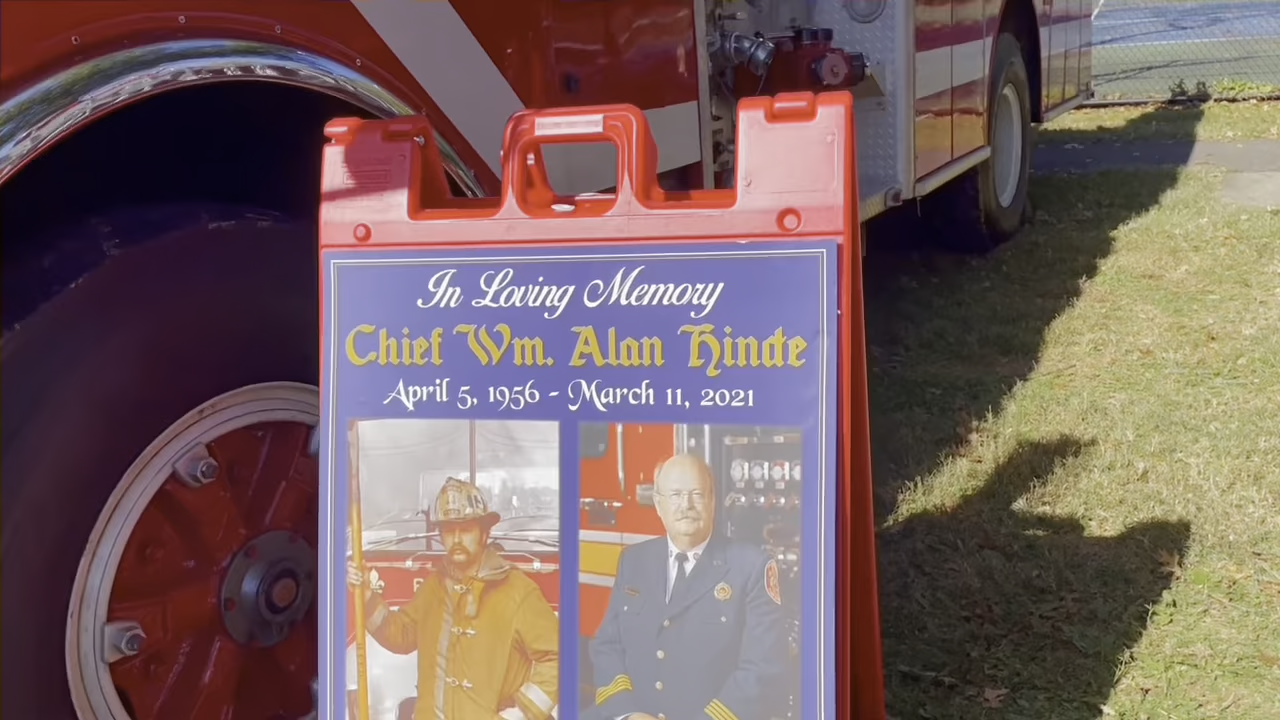 In Loving Memory
Chief Wm. Alan Hinde
April 5, 1956 - March 11, 2021